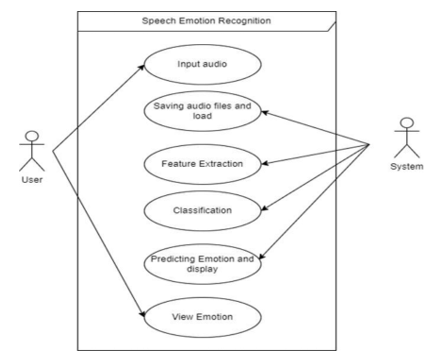 Speech Emotion Recognition
Input audio
Saving audio files and
load
Feature Extraction
Classification
Predicting Emotion and
display
View Emotion
User
System